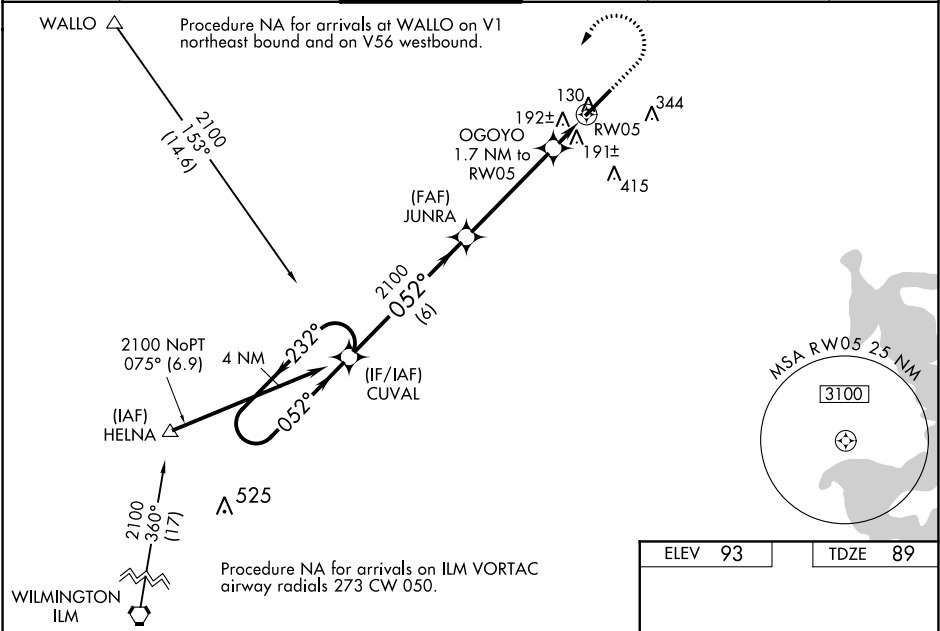 WALLO
Procedure NA for arrivals at WALLO on V1
northeast bound and on V56 westbound.
2100
153°
(14.6)
130
192±
344
RW05
OGOYO
1.7 NM to
RW05
191±
415
(FAF)
JUNRA
2100
052°
(6)
2100 NoPT
075° (6.9)
4 NM
232°
(IF/IAF)
CUVAL
052°
(IAF)
HELNA
MSA RW05 25 NM
3100
2100
360°
(17)
525
Procedure NA for arrivals on ILM VORTAC
airway radials 273 CW 050.
WILMINGTON
ILM
ELEV 93
TDZE 89